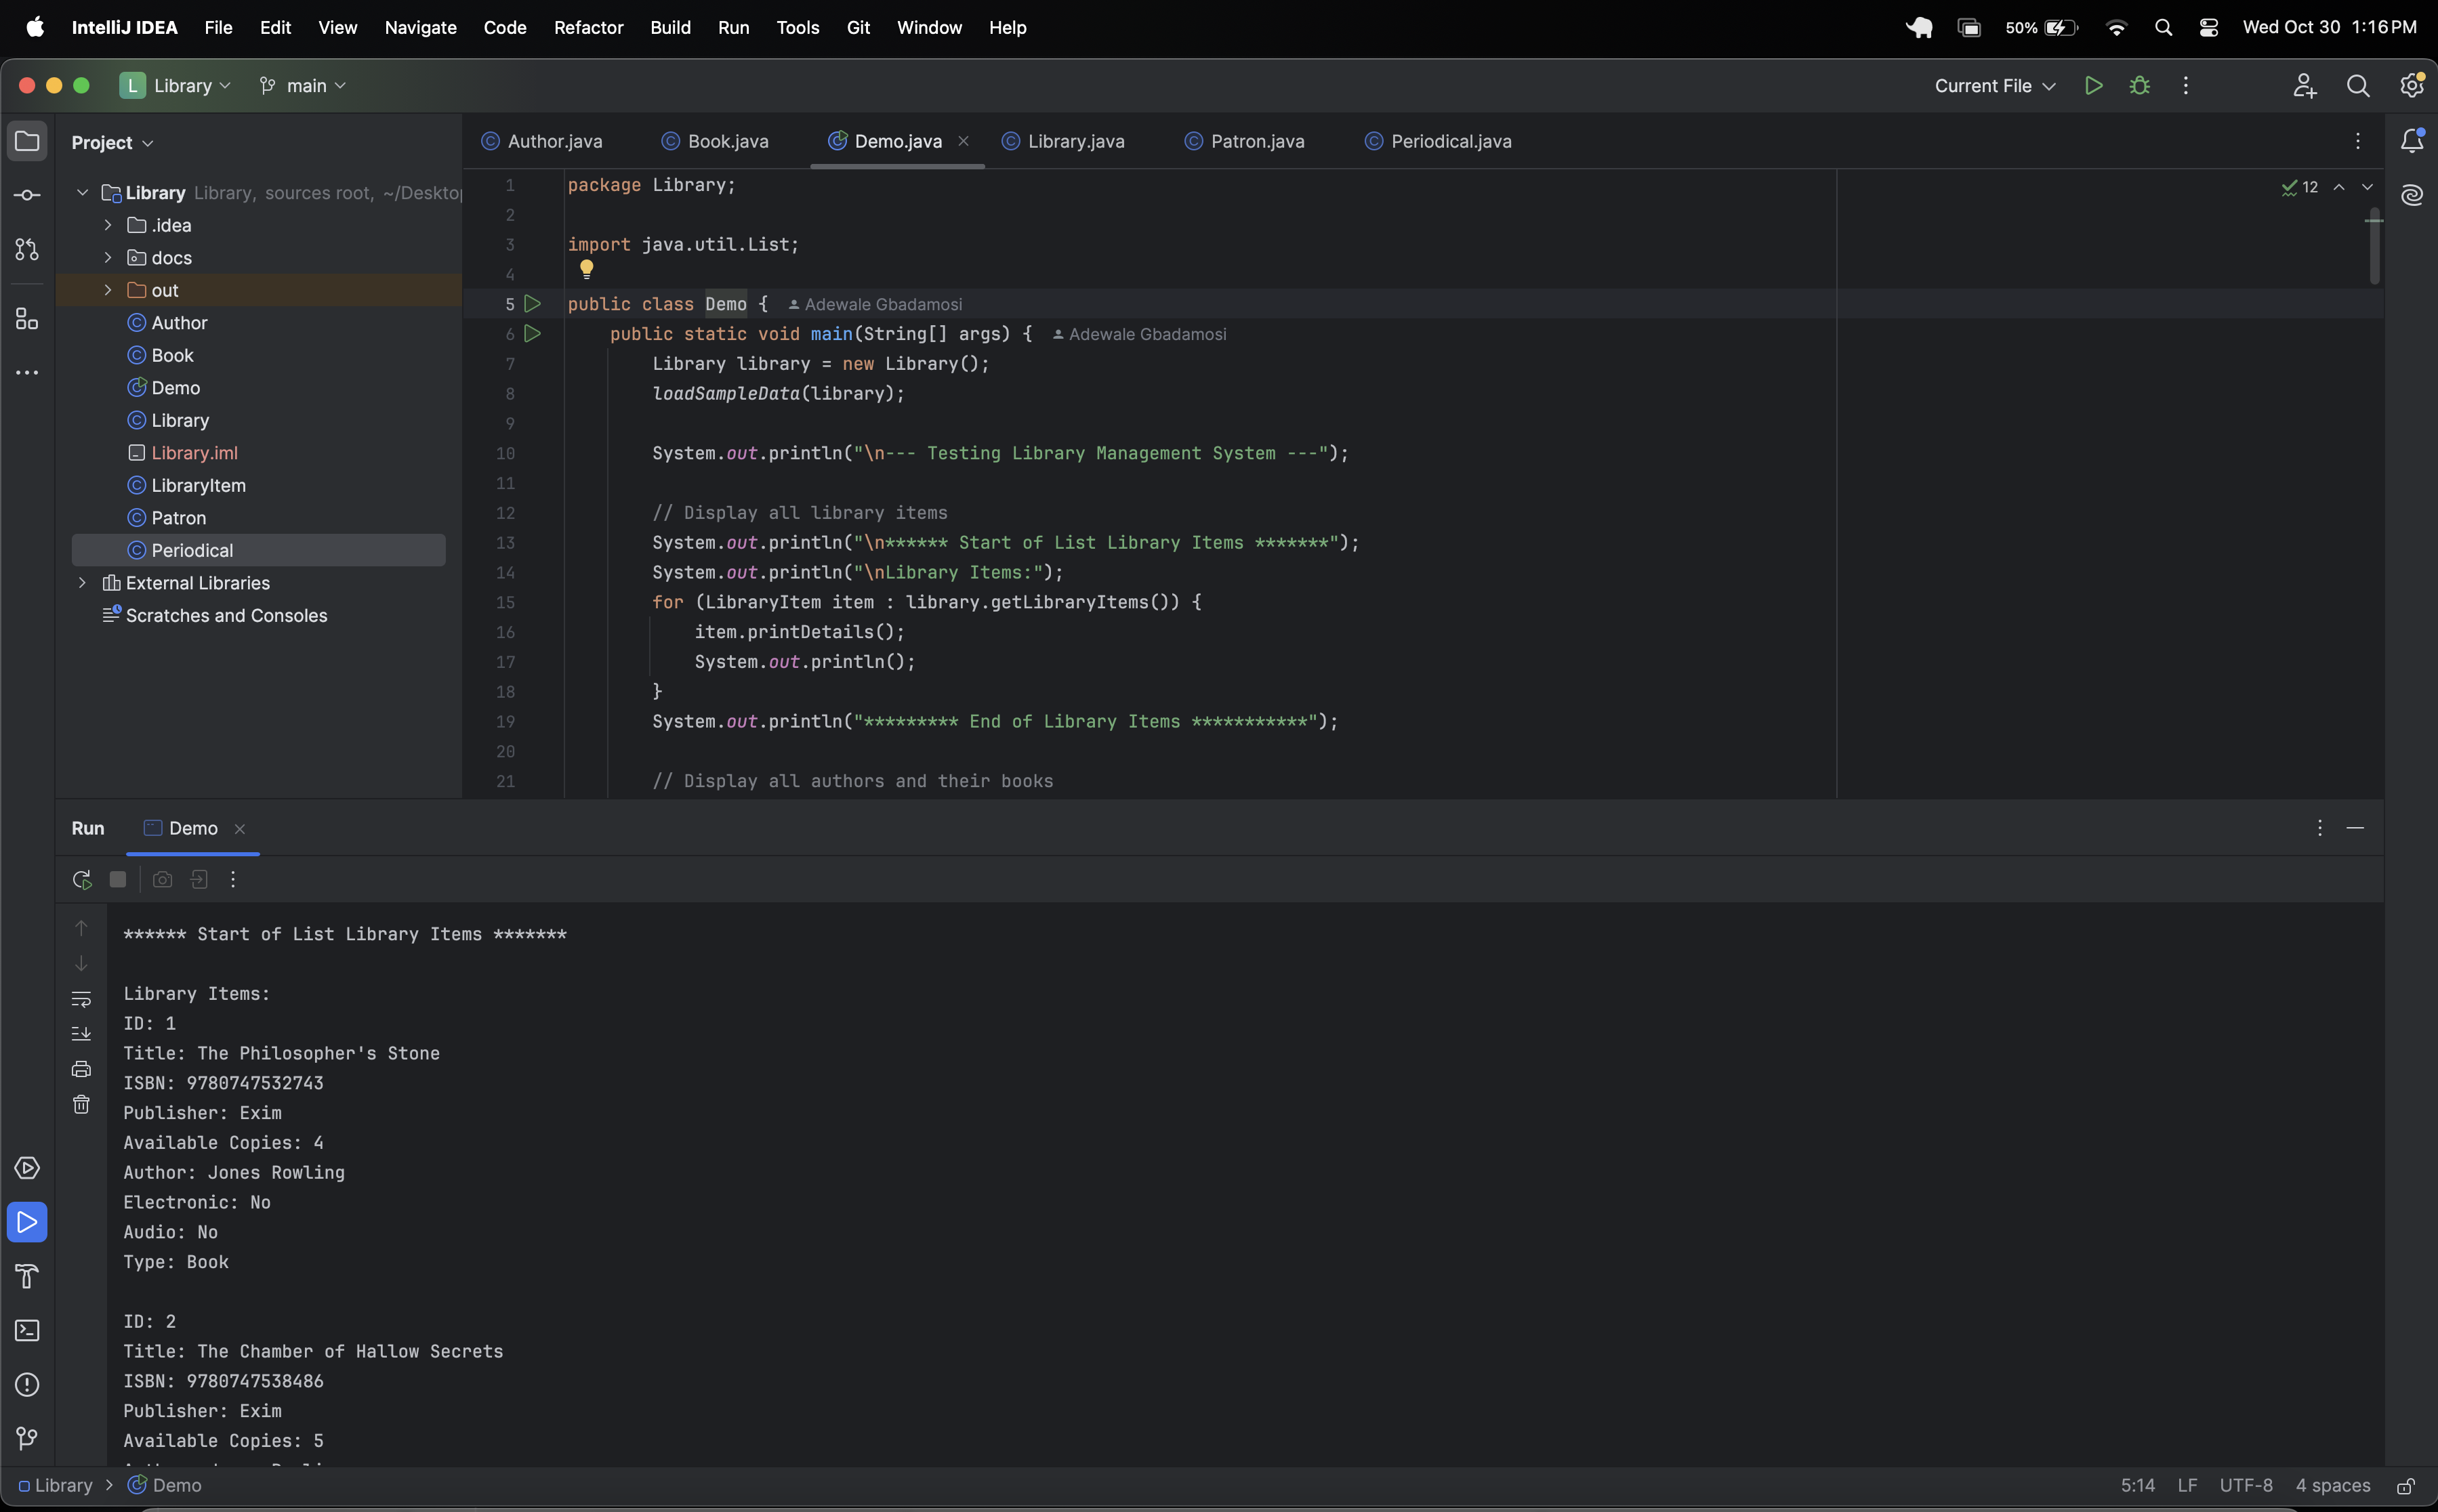 IntelliJ IDEA File Edit View Navigate Code Refactor Build Run Tools Git Window Help 50% Wed Oct 30 1:16 PM
L Library main Current File
Project
Author.java Book.java Demo.java Library.java Patron.java Periodical.java
Library Library, sources root, ~/Desktop
.idea
docs
out
Author
Book
Demo
Library
Library.iml
LibraryItem
Patron
Periodical
External Libraries
Scratches and Consoles
12
1 package Library;
2
3 import java.util.List;
4
5 public class Demo { Adewale Gbadamosi
6 public static void main(String[] args) { Adewale Gbadamosi
7 Library library = new Library();
8 loadSampleData(library);
9
10 System.out.println("\n--- Testing Library Management System ---");
11
12 // Display all library items
13 System.out.println("\n****** Start of List Library Items *******");
14 System.out.println("\nLibrary Items:");
15 for (LibraryItem item : library.getLibraryItems()) {
16 item.printDetails();
17 System.out.println();
18 }
19 System.out.println("********* End of Library Items ***********");
20
21 // Display all authors and their books
Run Demo
****** Start of List Library Items *******
Library Items:
ID: 1
Title: The Philosopher's Stone
ISBN: 9780747532743
Publisher: Exim
Available Copies: 4
Author: Jones Rowling
Electronic: No
Audio: No
Type: Book
ID: 2
Title: The Chamber of Hallow Secrets
ISBN: 9780747538486
Publisher: Exim
Available Copies: 5
Library > Demo 5:14 LF UTF-8 4 spaces